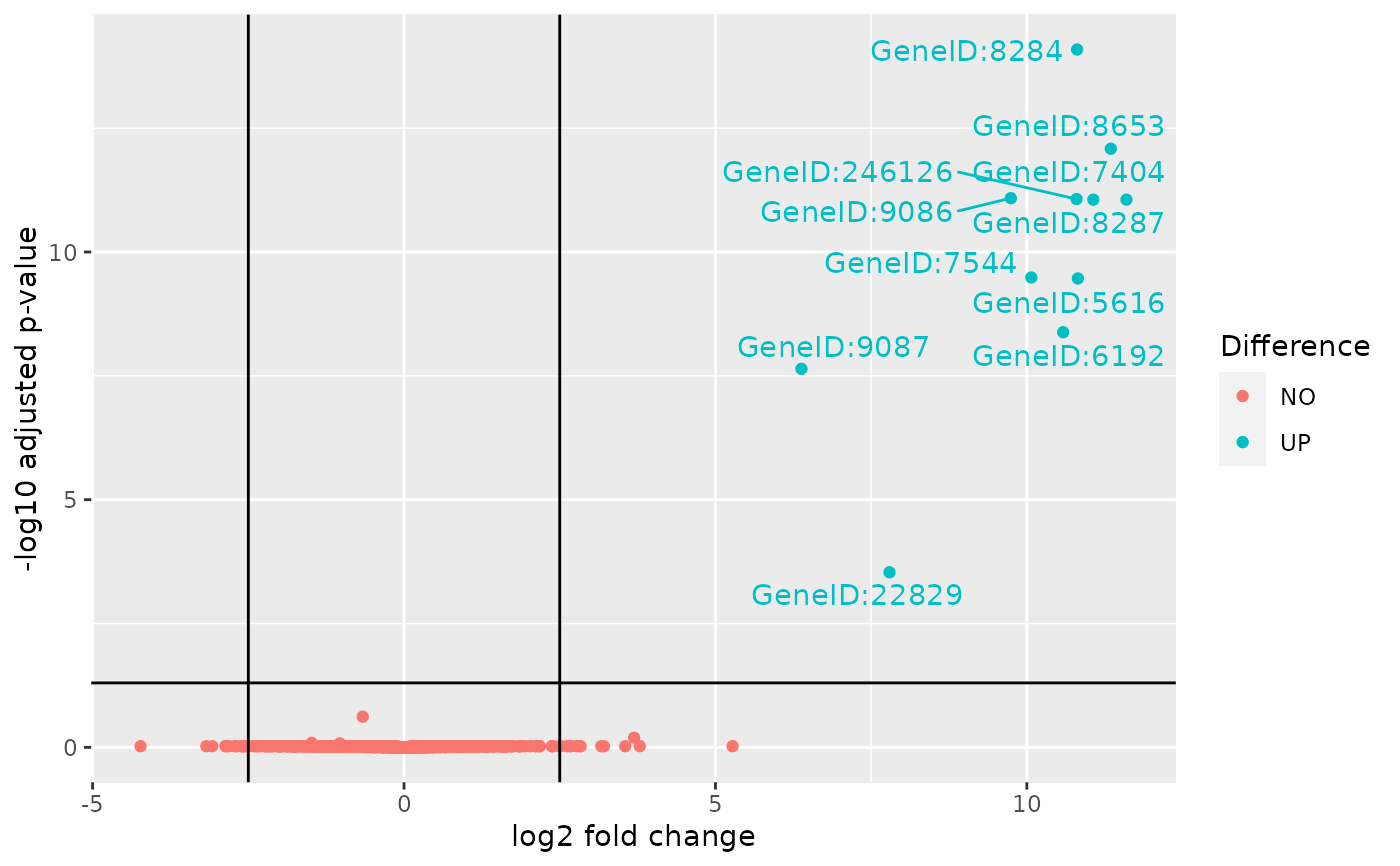 GeneID:8284
GeneID:8653
GeneID:246126
GeneID:7404
GeneID:9086
GeneID:8287
GeneID:7544
GeneID:5616
GeneID:9087
GeneID:6192
GeneID:22829
10
5
0
-log10 adjusted p-value
-5
0
5
10
log2 fold change
Difference
NO
UP